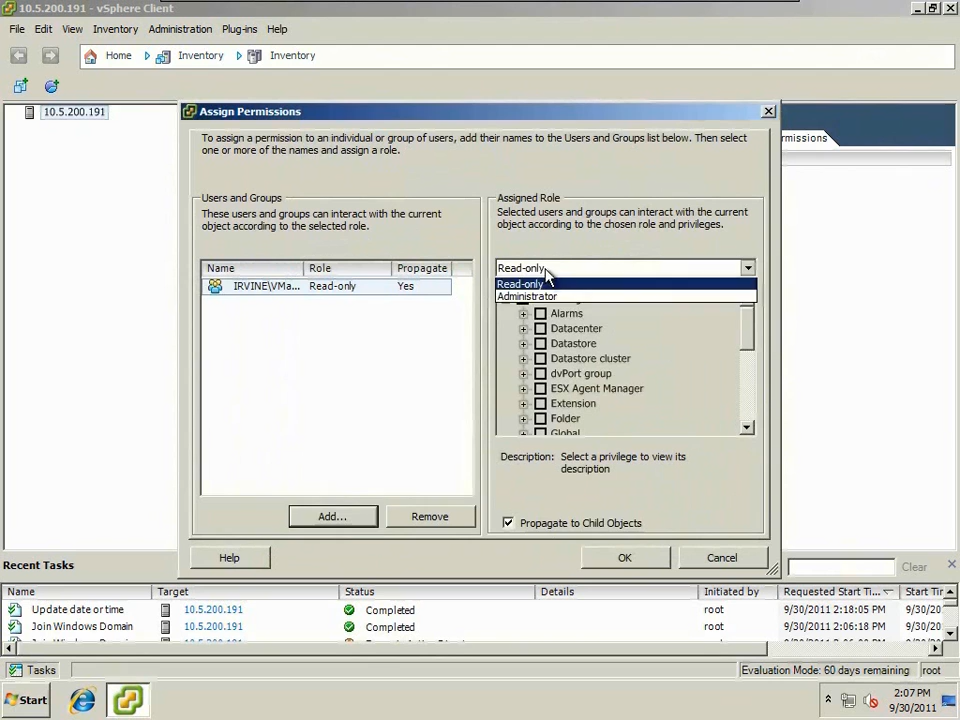 10.5.200.191 - vSphere Client
File Edit View Inventory Administration Plug-ins Help
Home Inventory Inventory
10.5.200.191
Assign Permissions
rmissions
To assign a permission to an individual or group of users, add their names to the Users and Groups list below. Then select
one or more of the names and assign a role.
Users and Groups
These users and groups can interact with the current
object according to the selected role.
Name Role Propagate
IRVINE\VMa... Read-only Yes
Add... Remove
Assigned Role
Selected users and groups can interact with the current
object according to the chosen role and privileges.
Read-only
Read-only
Administrator
Alarms
Datacenter
Datastore
Datastore cluster
dvPort group
ESX Agent Manager
Extension
Folder
Global
Description: Select a privilege to view its
description
Propagate to Child Objects
Help OK Cancel
Recent Tasks
Clear
Name Target Status Details Initiated by Requested Start Ti... Start Tir
Update date or time 10.5.200.191 Completed root 9/30/2011 2:18:05 PM 9/30/20
Join Windows Domain 10.5.200.191 Completed root 9/30/2011 2:06:18 PM 9/30/20
Tasks Evaluation Mode: 60 days remaining root
Start 2:07 PM
9/30/2011